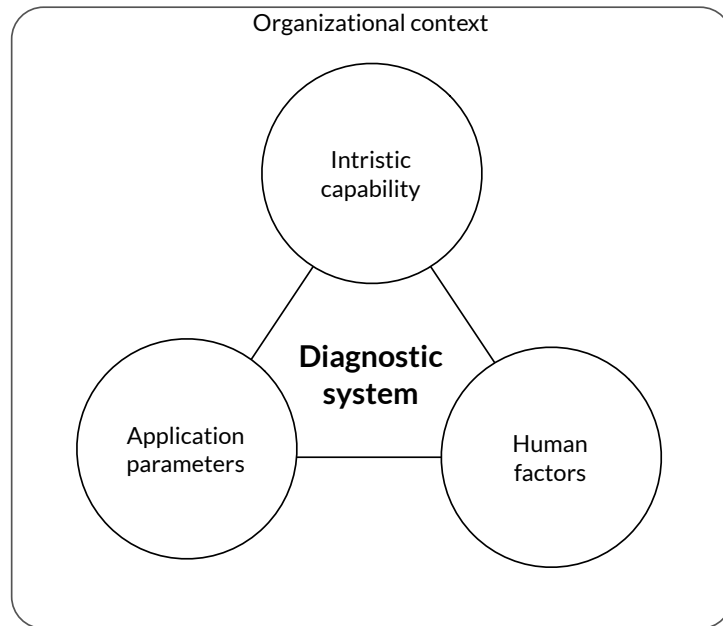 Organizational context
Intristic
capability
Diagnostic
system
Application
parameters
Human
factors